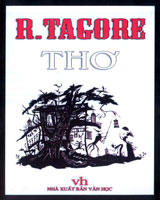 R.TAGORE
THƠ
vh
NHÀ XUẤT BẢN VĂN HỌC